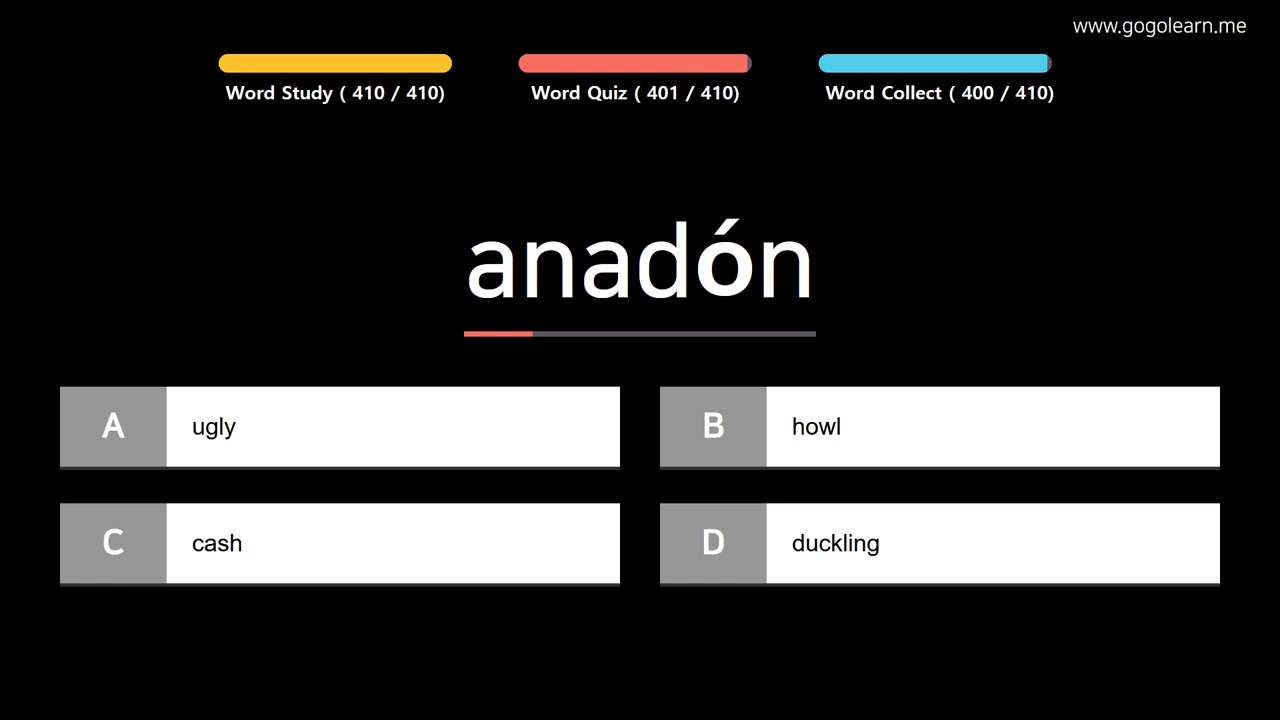 www.gogolearn.me
Word Study ( 410 / 410)
Word Quiz ( 401 / 410)
Word Collect ( 400 / 410)
anadón
A ugly
B howl
C cash
D duckling